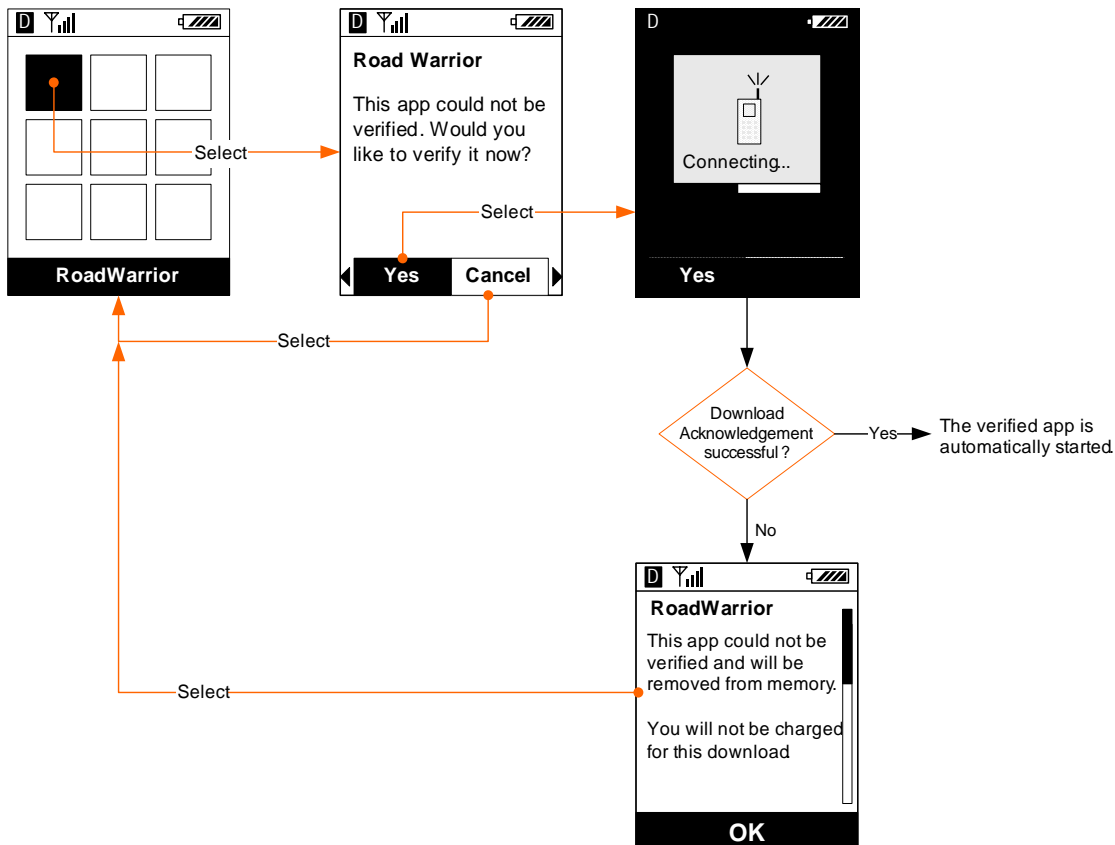 D
RoadWarrior
Select
D
Road Warrior
This app could not be
verified. Would you
like to verify it now?
Yes
Cancel
Select
Select
D
Connecting...
Yes
Download
Acknowledgement
successful?
Yes
The verified app is
automatically started.
No
D
RoadWarrior
This app could not be
verified and will be
removed from memory.
You will not be charged
for this download.
OK
Select